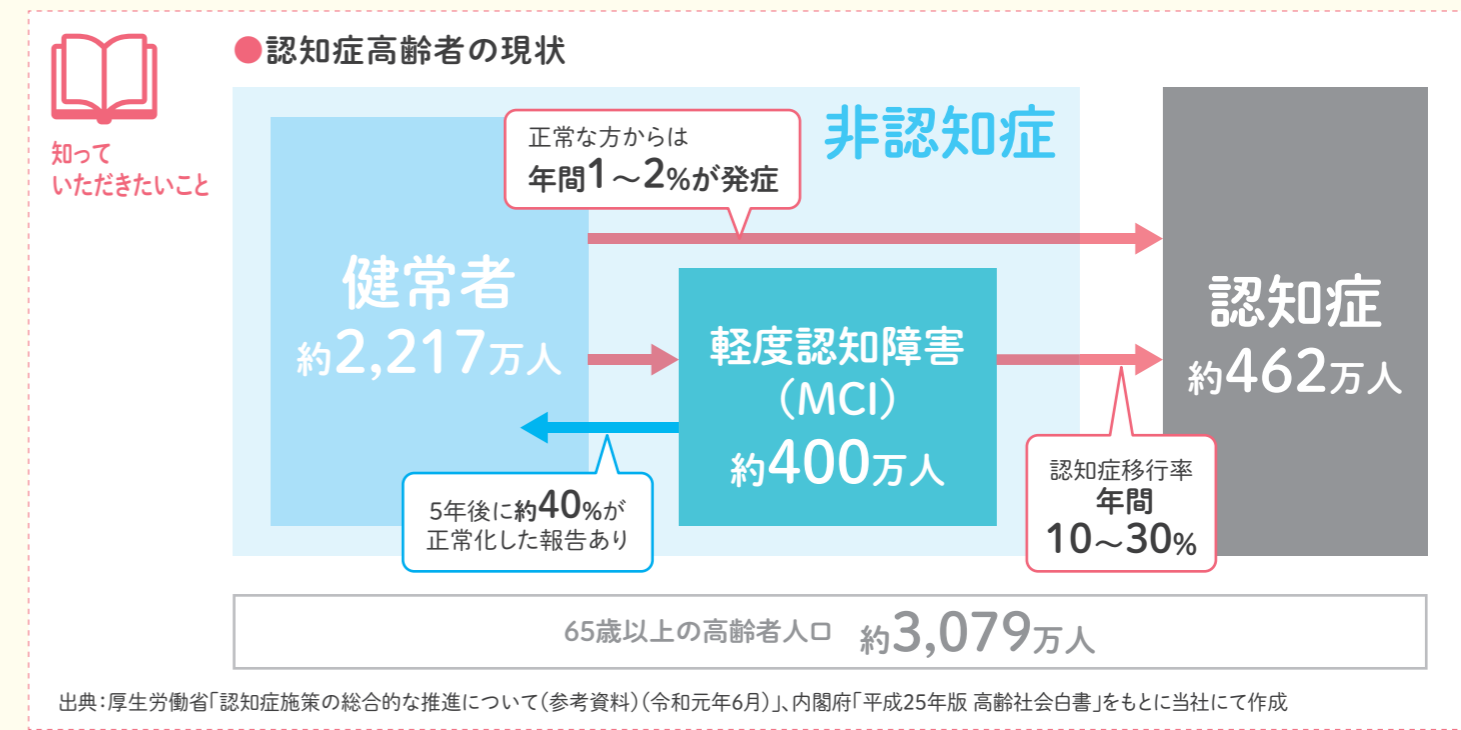 知って
いただきたいこと
●認知症高齢者の現状
非認知症
正常な方からは
年間1～2%が発症
健常者
約2,217万人
軽度認知障害
(MCI)
約400万人
認知症
約462万人
5年後に約40%が
正常化した報告あり
認知症移行率
年間
10～30%
65歳以上の高齢者人口 約3,079万人
出典：厚生労働省「認知症施策の総合的な推進について(参考資料)(令和元年6月)」、内閣府「平成25年版 高齢社会白書」をもとに当社にて作成